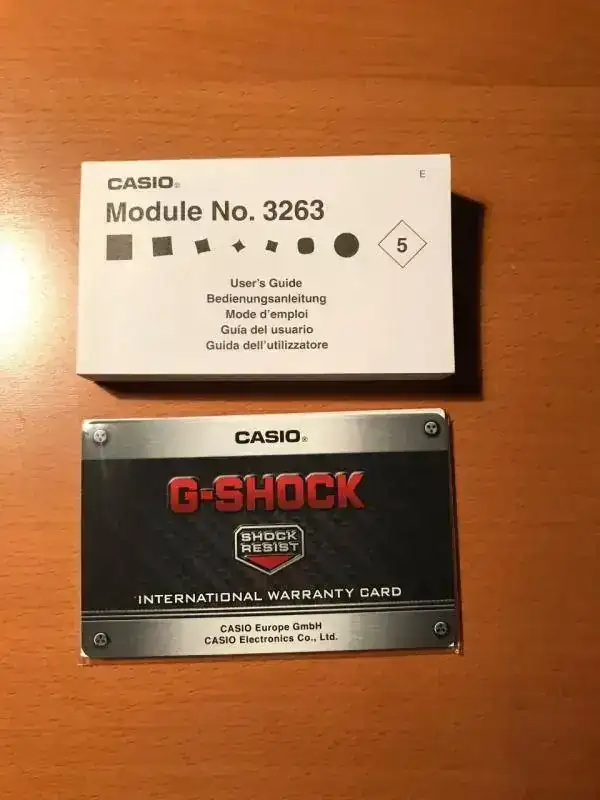 CASIO®
E
Module No. 3263
5
User's Guide
Bedienungsanleitung
Mode d'emploi
Guía del usuario
Guida dell'utilizzatore
CASIO®
G-SHOCK
SHOCK
RESIST
INTERNATIONAL WARRANTY CARD
CASIO Europe GmbH
CASIO Electronics Co., Ltd.